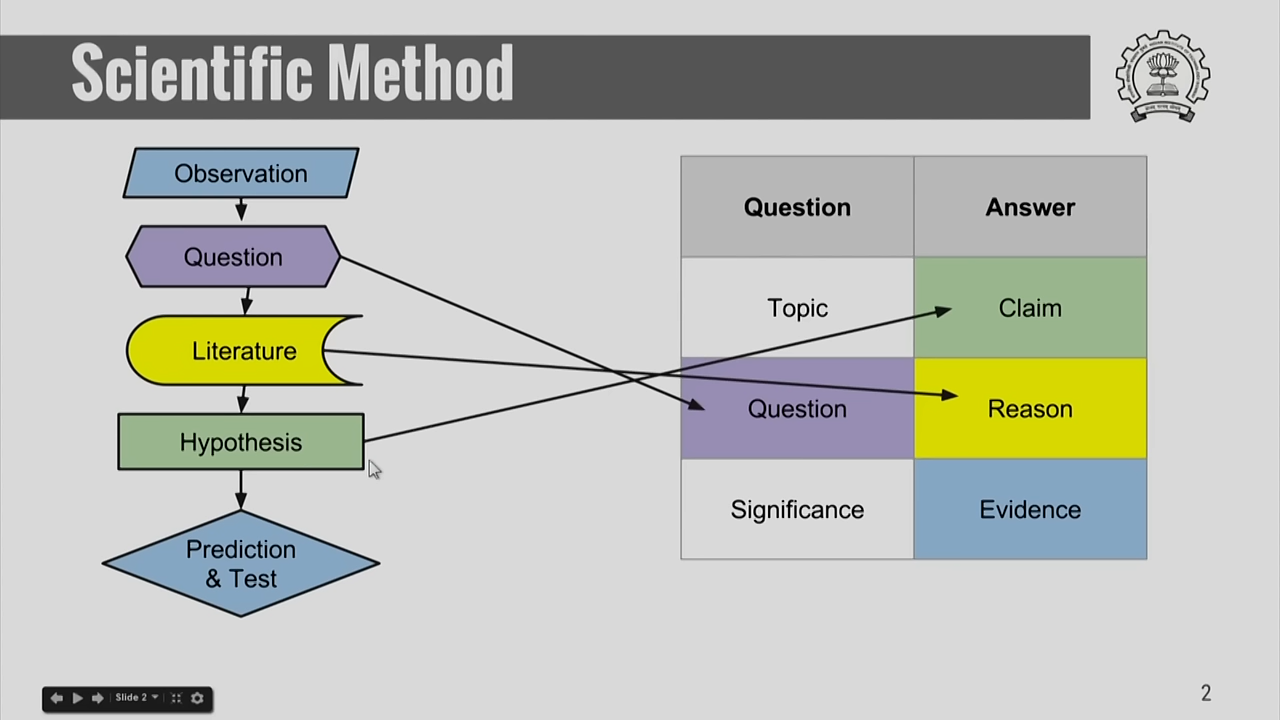 Scientific Method
Observation
Question
Literature
Hypothesis
Prediction
& Test
Question Answer
Topic Claim
Question Reason
Significance Evidence
Slide 2
2